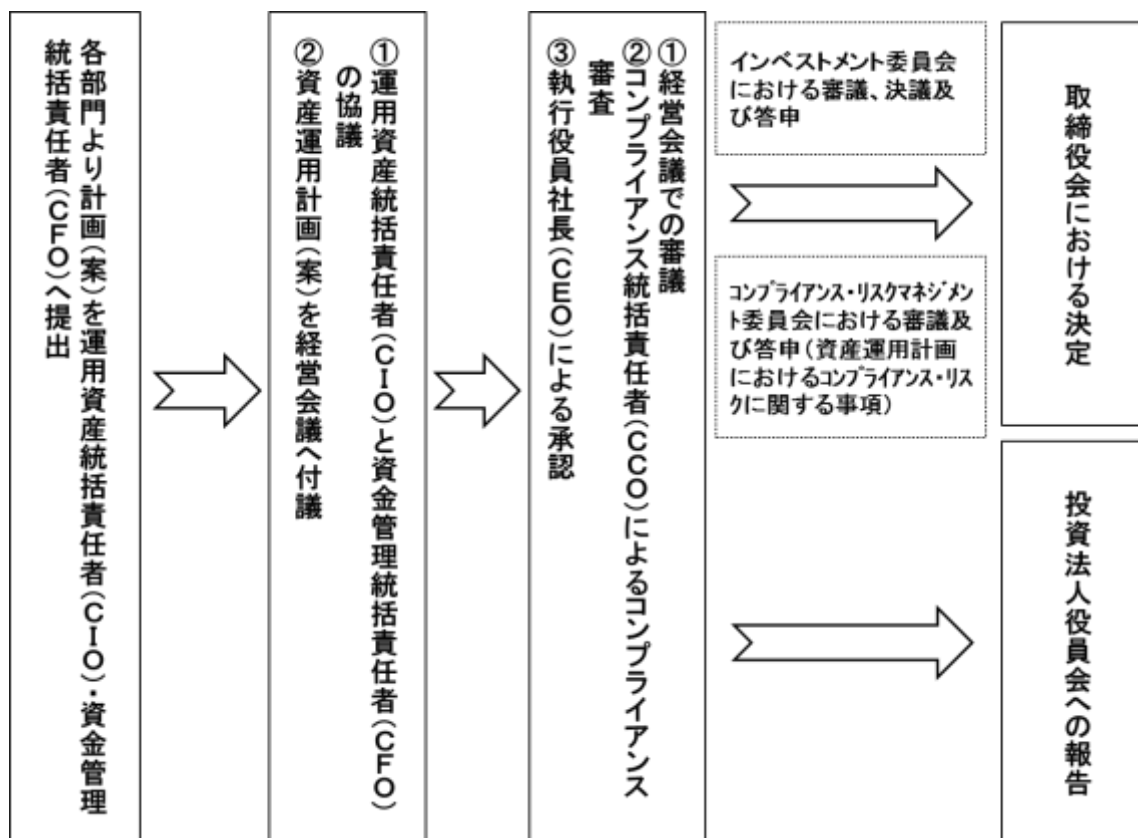 各部門より計画(案)を運用資産統括責任者(CIO)・資金管理
統括責任者(CFO)へ提出
①運用資産統括責任者(CIO)と資金管理統括責任者(CFO)
の協議
②資産運用計画(案)を経営会議へ付議
①経営会議での審議
②コンプライアンス統括責任者(CCO)によるコンプライアンス
審査
③執行役員社長(CEO)による承認
インベストメント委員会
における審議、決議及
び答申
コンプライアンス・リスクマネジメン
ト委員会における審議及
び答申(資産運用計画
におけるコンプライアンス・リス
クに関する事項)
取締役会における決定
投資法人役員会への報告